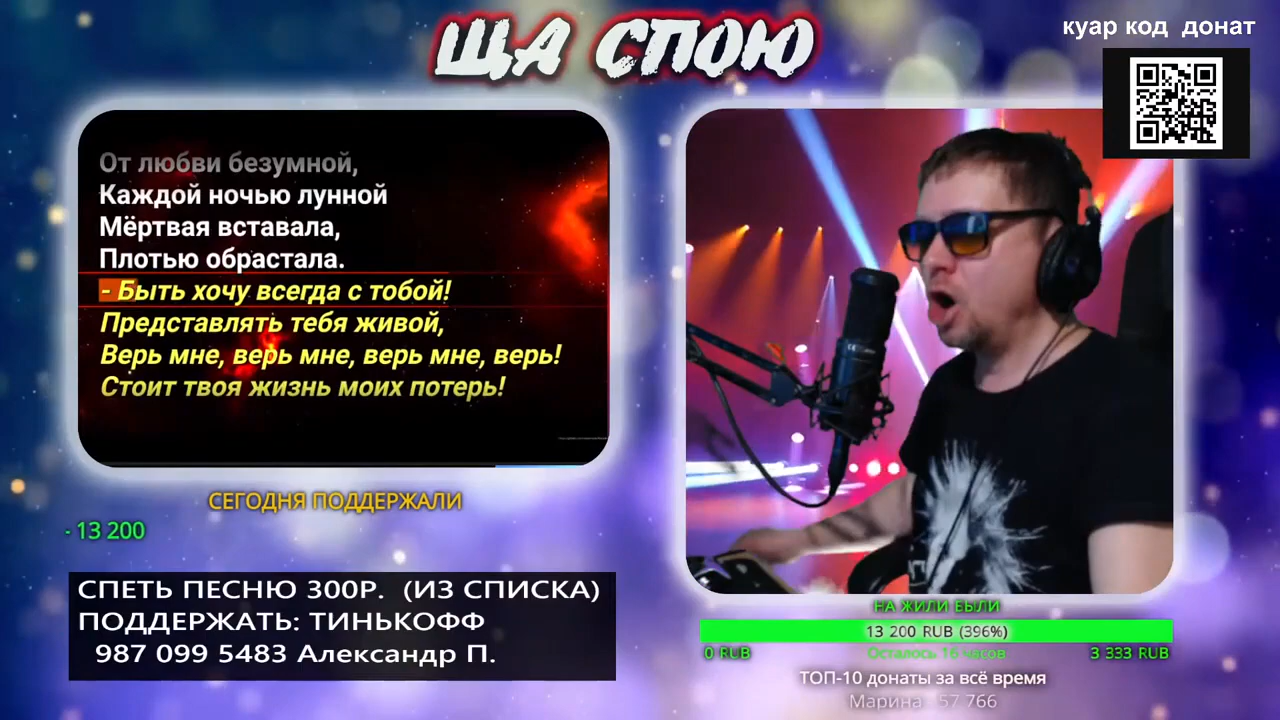 ЩА СПОЮ
куар код донат
От любви безумной,
Каждой ночью лунной
Мёртвая вставала,
Плотью обрастала.
- Быть хочу всегда с тобой!
Представлять тебя живой,
Верь мне, верь мне, верь мне, верь!
Стоит твоя жизнь моих потерь!
СЕГОДНЯ ПОДДЕРЖАЛИ
- 13 200
СПЕТЬ ПЕСНЮ 300Р. (ИЗ СПИСКА)
ПОДДЕРЖАТЬ: ТИНЬКОФФ
987 099 5483 Александр П.
НА ЖИЛИ БЫЛИ
13 200 RUB (396%)
0 RUB Осталось 16 часов 3 333 RUB
ТОП-10 донаты за всё время
Марина - 57 766